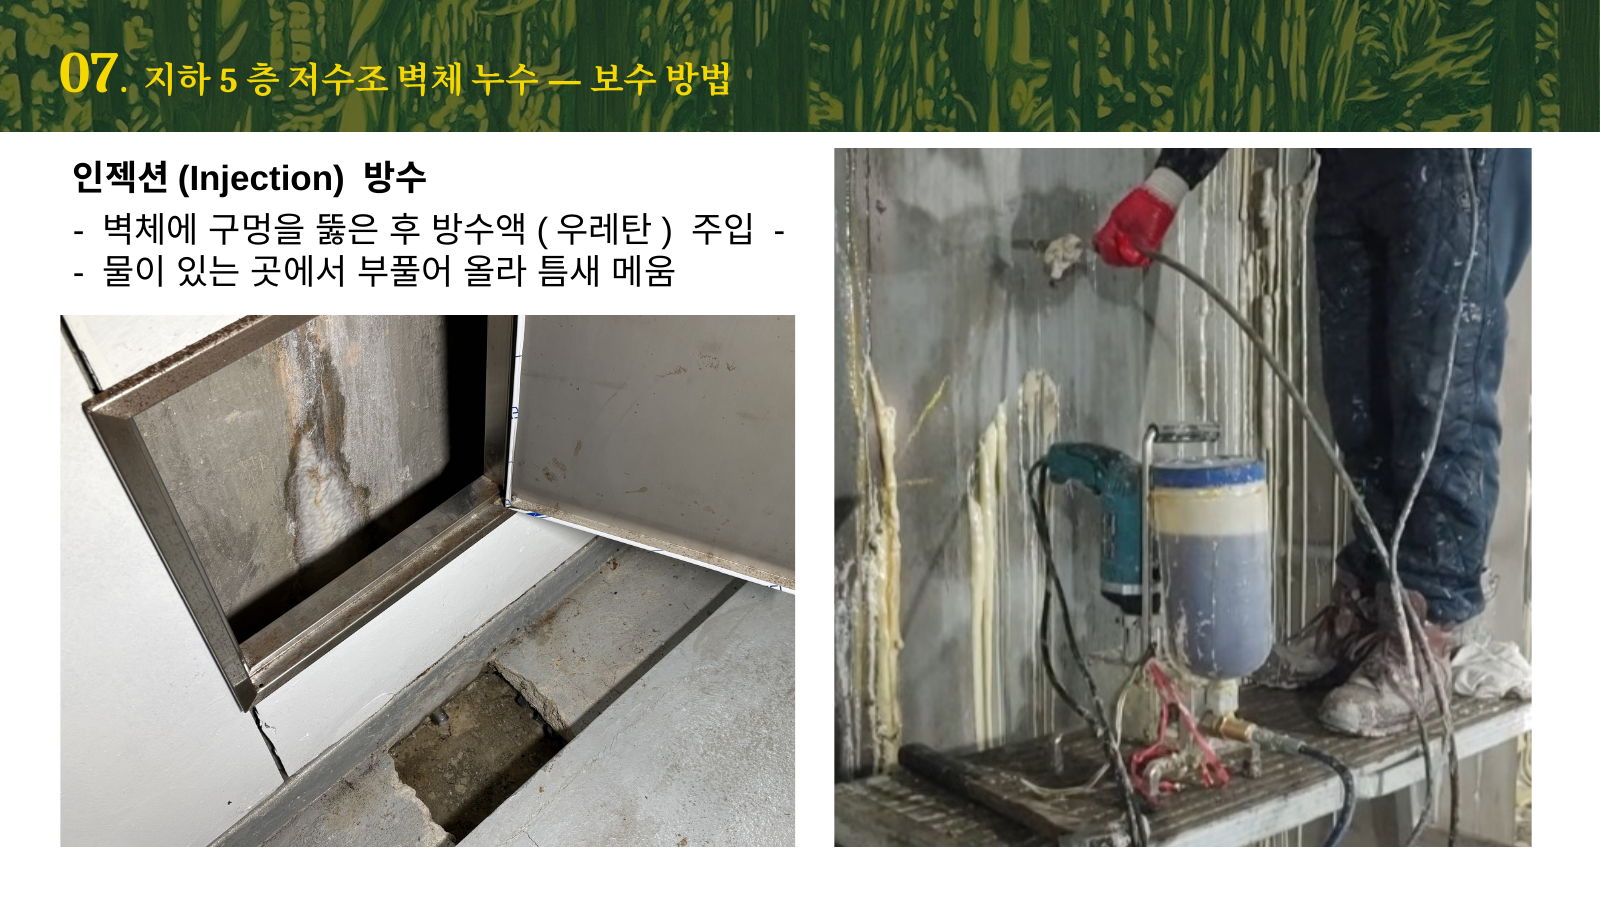 07. 지하 5 층 저수조 벽체 누수 — 보수 방법
인젝션 (Injection) 방수
- 벽체에 구멍을 뚫은 후 방수액 ( 우레탄 ) 주입 -
- 물이 있는 곳에서 부풀어 올라 틈새 메움